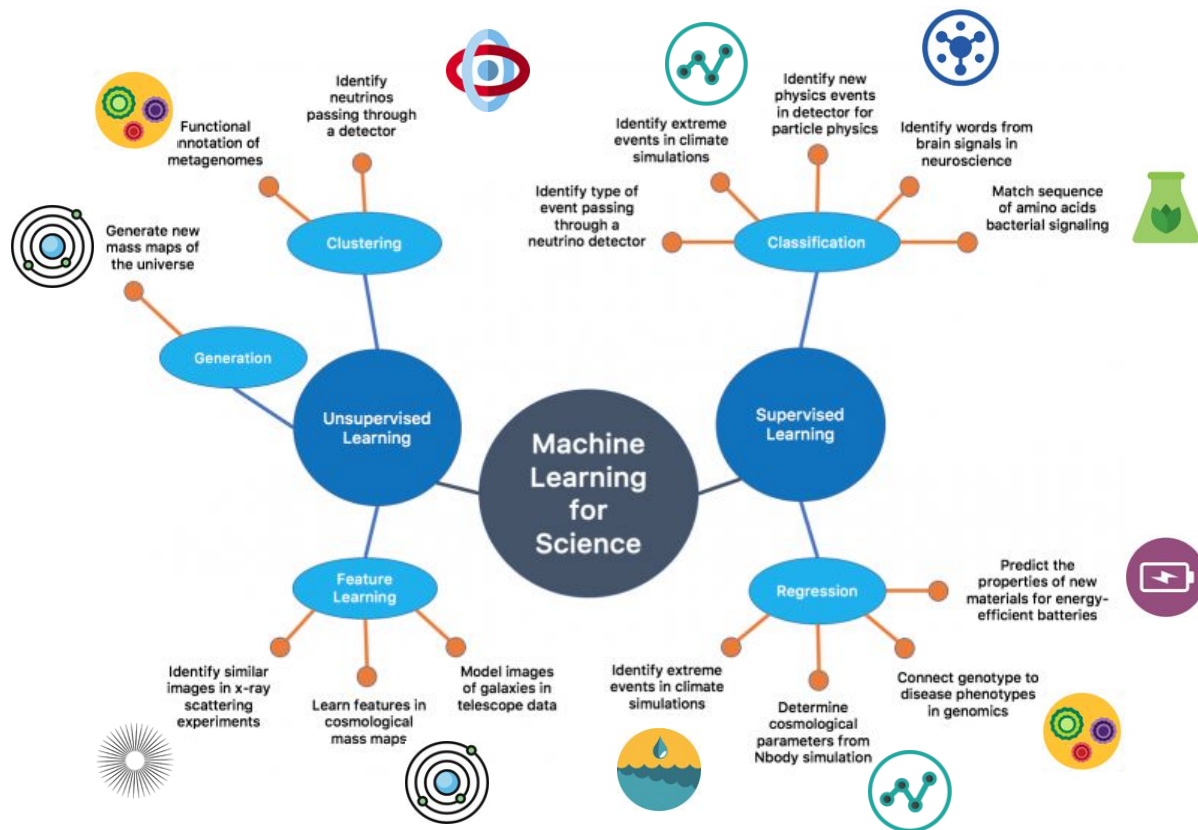 Identify
neutrinos
passing through
a detector
Functional
annotation of
metagenomes
Generate new
mass maps of
the universe
Clustering
Generation
Unsupervised
Learning
Identify new
physics events
in detector for
particle physics
Identify extreme
events in climate
simulations
Identify words from
brain signals in
neuroscience
Identify type of
event passing
through a
neutrino detector
Match sequence
of amino acids
bacterial signaling
Classification
Supervised
Learning
Machine
Learning
for
Science
Feature
Learning
Identify similar
images in x-ray
scattering
experiments
Learn features in
cosmological
mass maps
Model images
of galaxies in
telescope data
Regression
Predict the
properties of new
materials for energy-
efficient batteries
Identify extreme
events in climate
simulations
Determine
cosmological
parameters from
Nbody simulation
Connect genotype to
disease phenotypes
in genomics